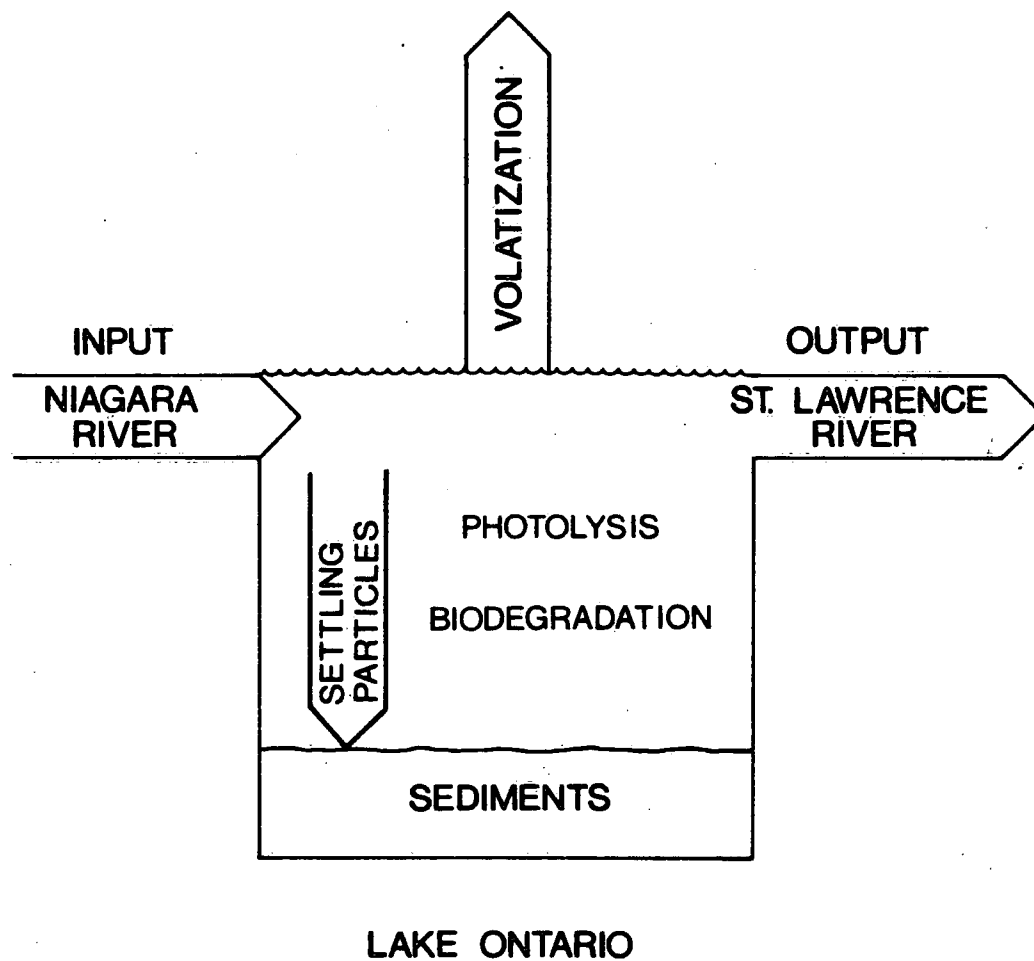 VOLATIZATION
INPUT
OUTPUT
NIAGARA
RIVER
ST. LAWRENCE
RIVER
SETTLING
PARTICLES
PHOTOLYSIS
BIODEGRADATION
SEDIMENTS
LAKE ONTARIO